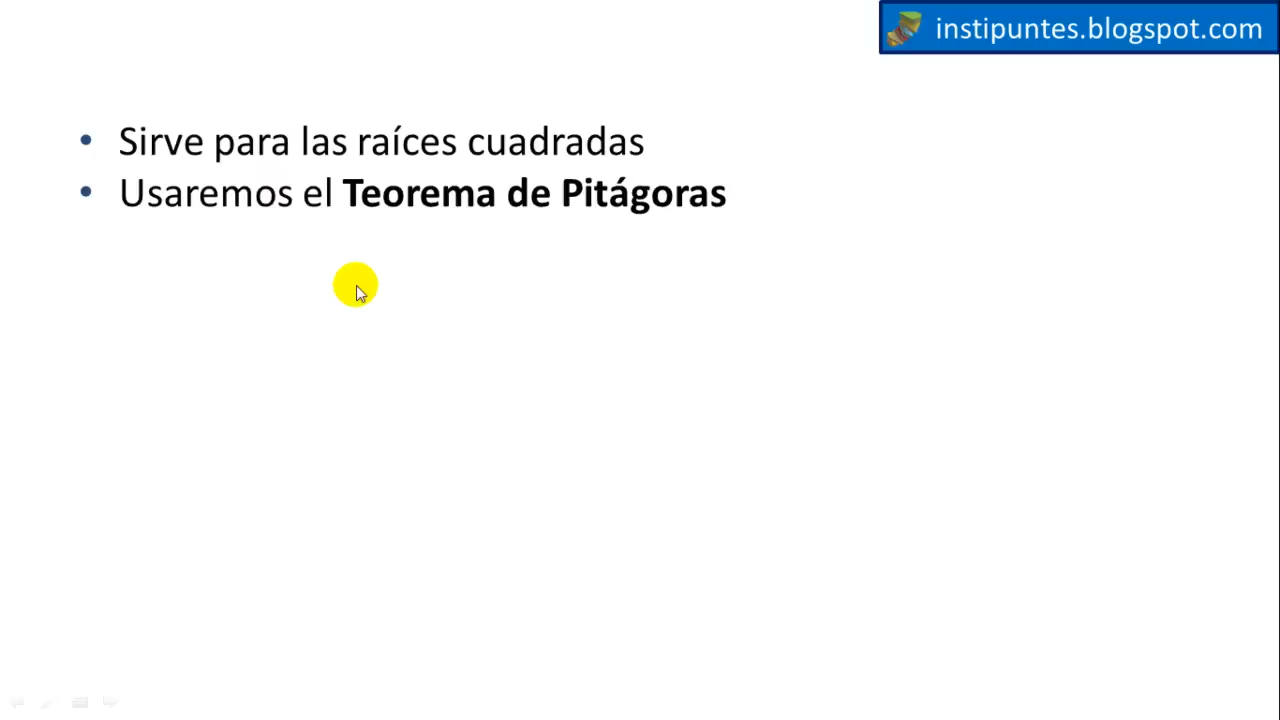 instipuntes.blogspot.com
• Sirve para las raíces cuadradas
• Usaremos el Teorema de Pitágoras